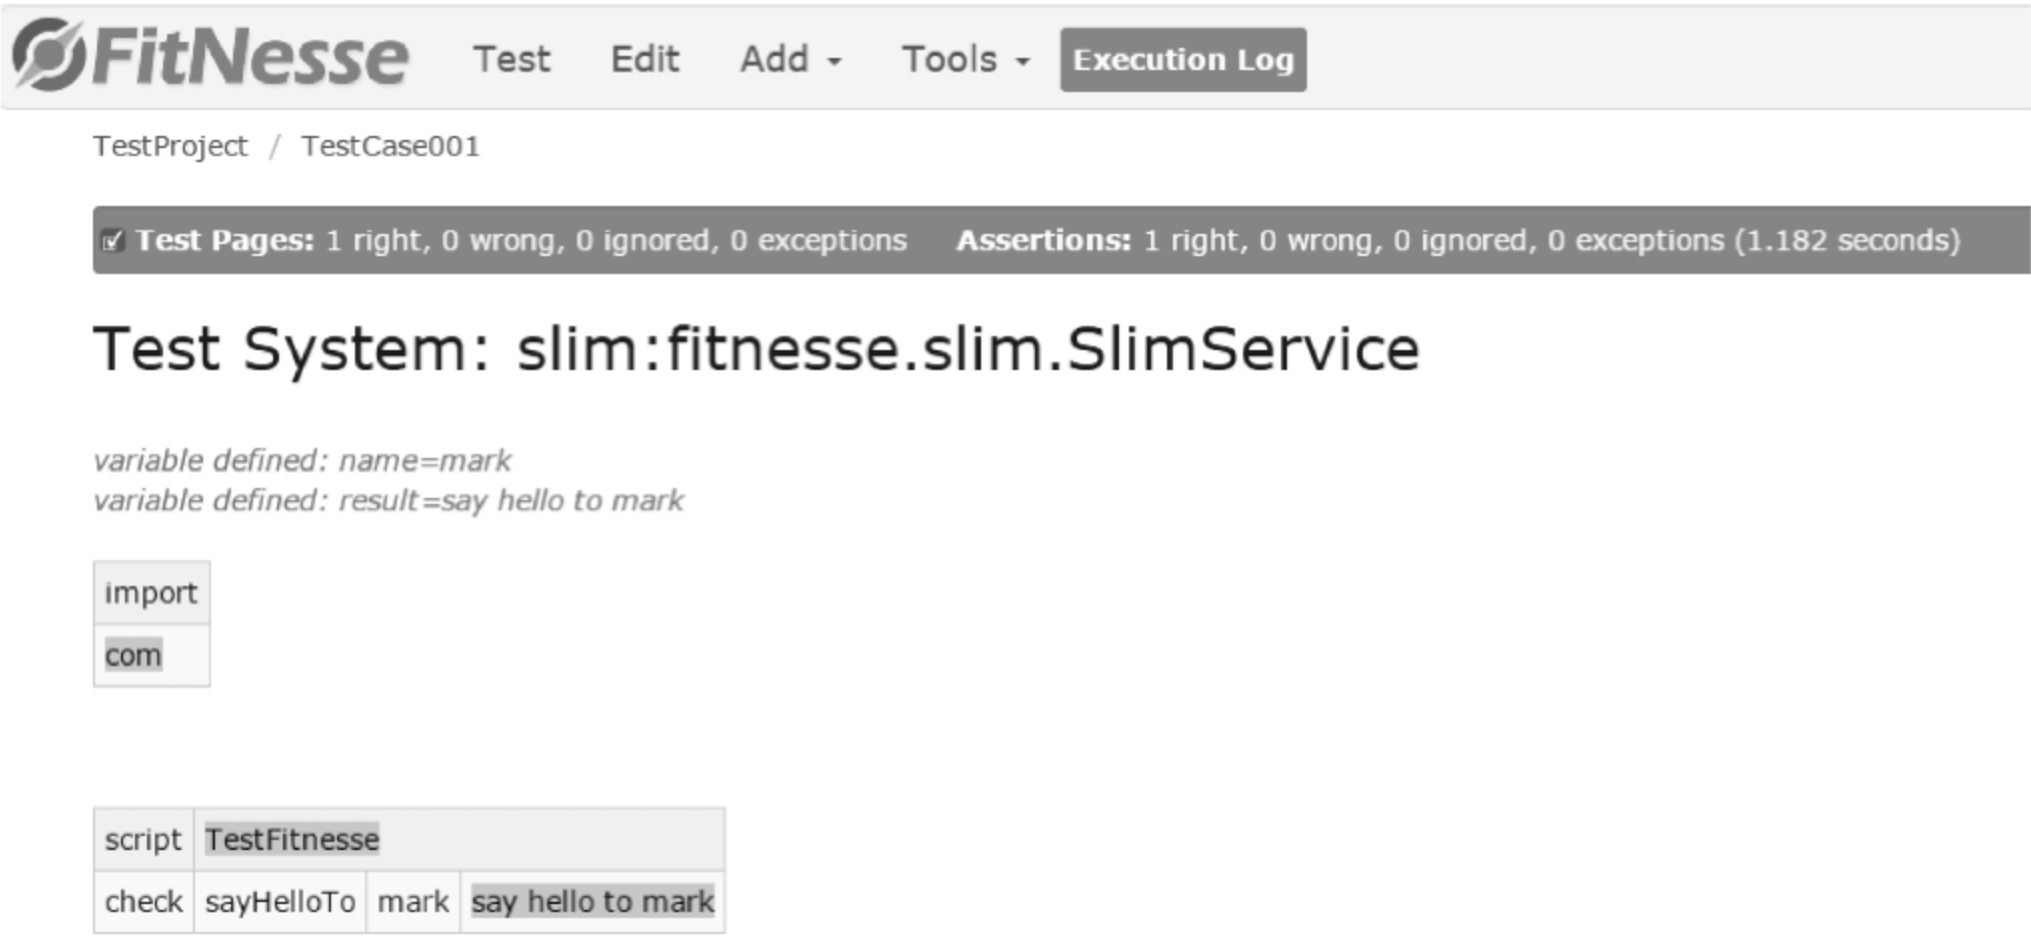 FitNesse Test Edit Add Tools Execution Log
TestProject / TestCase001
Test Pages: 1 right, 0 wrong, 0 ignored, 0 exceptions Assertions: 1 right, 0 wrong, 0 ignored, 0 exceptions (1.182 seconds)
Test System: slim:fitnesse.slim.SlimService
variable defined: name=mark
variable defined: result=say hello to mark
import
com
script TestFitnesse
check sayHelloTo mark say hello to mark